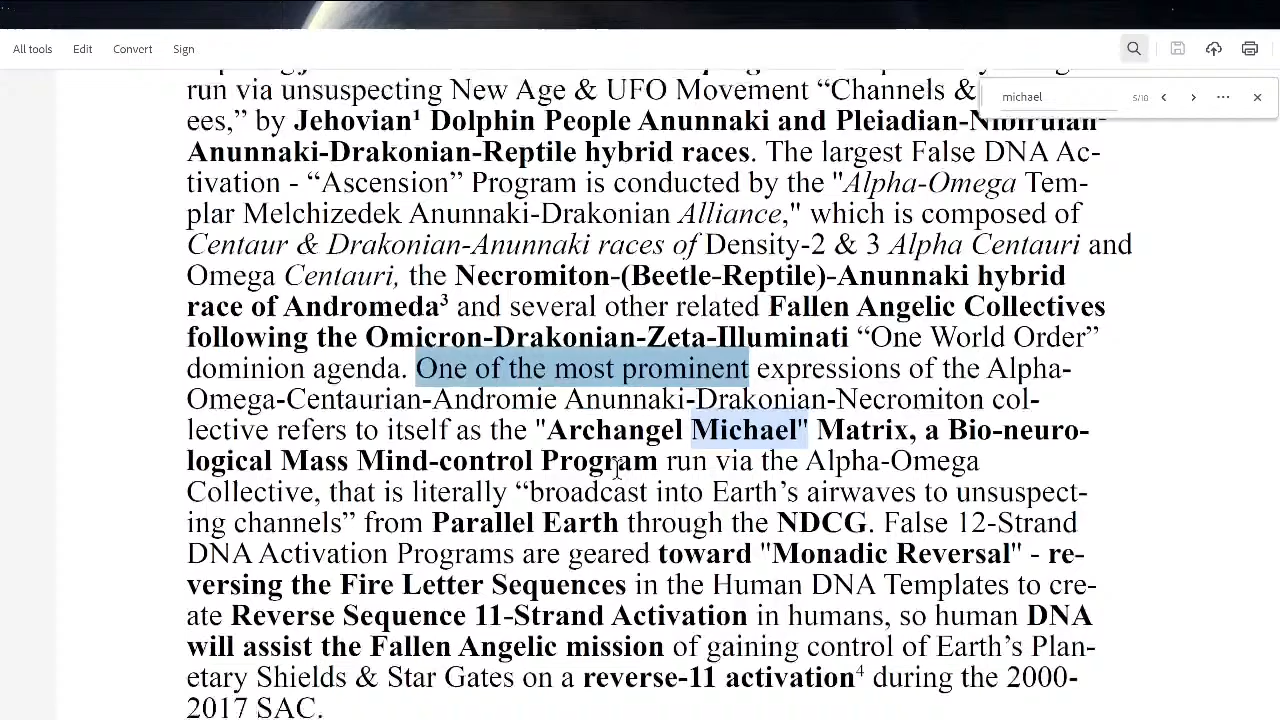 All tools Edit Convert Sign
michael 5/10
run via unsuspecting New Age & UFO Movement “Channels &
ees,” by Jehovian¹ Dolphin People Anunnaki and Pleiadian-Nibiruian-
Anunnaki-Drakonian-Reptile hybrid races. The largest False DNA Ac-
tivation - “Ascension” Program is conducted by the "Alpha-Omega Tem-
plar Melchizedek Anunnaki-Drakonian Alliance," which is composed of
Centaur & Drakonian-Anunnaki races of Density-2 & 3 Alpha Centauri and
Omega Centauri, the Necromiton-(Beetle-Reptile)-Anunnaki hybrid
race of Andromeda³ and several other related Fallen Angelic Collectives
following the Omicron-Drakonian-Zeta-Illuminati “One World Order”
dominion agenda. One of the most prominent expressions of the Alpha-
Omega-Centaurian-Andromie Anunnaki-Drakonian-Necromiton col-
lective refers to itself as the "Archangel Michael" Matrix, a Bio-neuro-
logical Mass Mind-control Program run via the Alpha-Omega
Collective, that is literally “broadcast into Earth’s airwaves to unsuspect-
ing channels” from Parallel Earth through the NDCG. False 12-Strand
DNA Activation Programs are geared toward "Monadic Reversal" - re-
versing the Fire Letter Sequences in the Human DNA Templates to cre-
ate Reverse Sequence 11-Strand Activation in humans, so human DNA
will assist the Fallen Angelic mission of gaining control of Earth’s Plan-
etary Shields & Star Gates on a reverse-11 activation⁴ during the 2000-
2017 SAC.